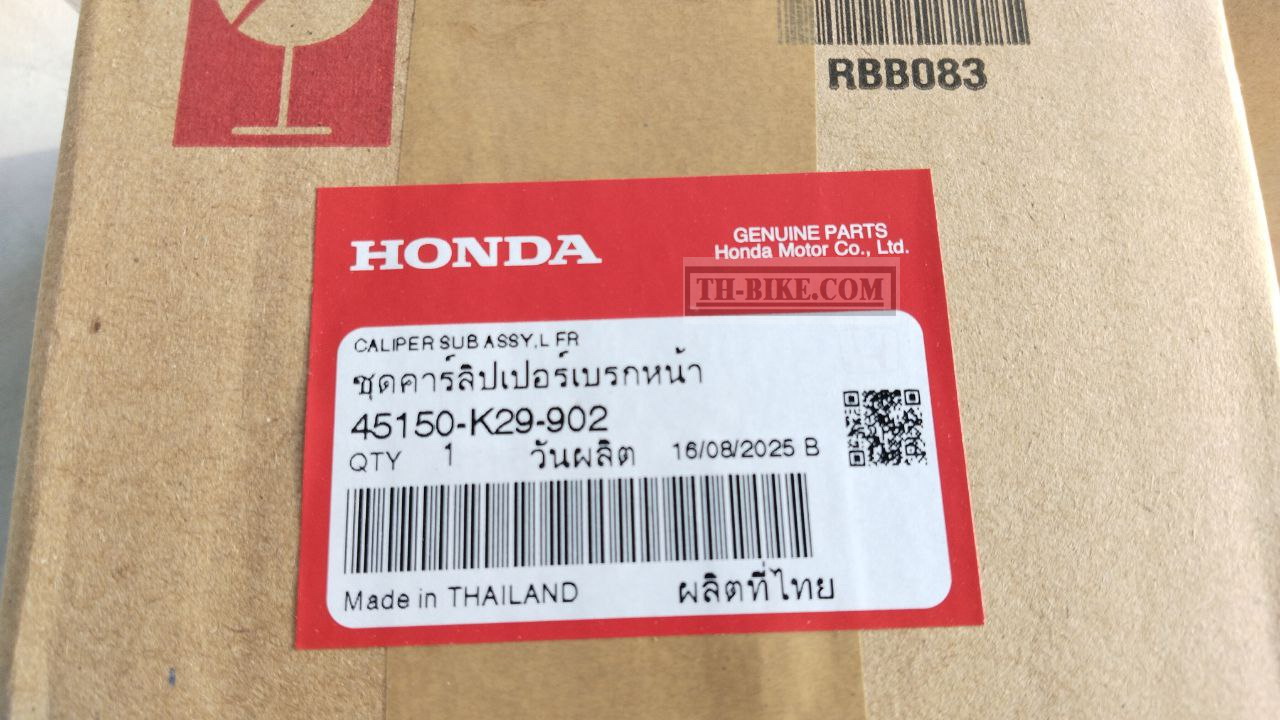 RBB083
HONDA
GENUINE PARTS
Honda Motor Co., Ltd.
TH-BIKE.COM
CALIPER SUB ASSY,L FR
ชุดคาร์ลิปเปอร์เบรกหน้า
45150-K29-902
QTY 1 วันผลิต 16/08/2025 B
Made in THAILAND ผลิตที่ไทย